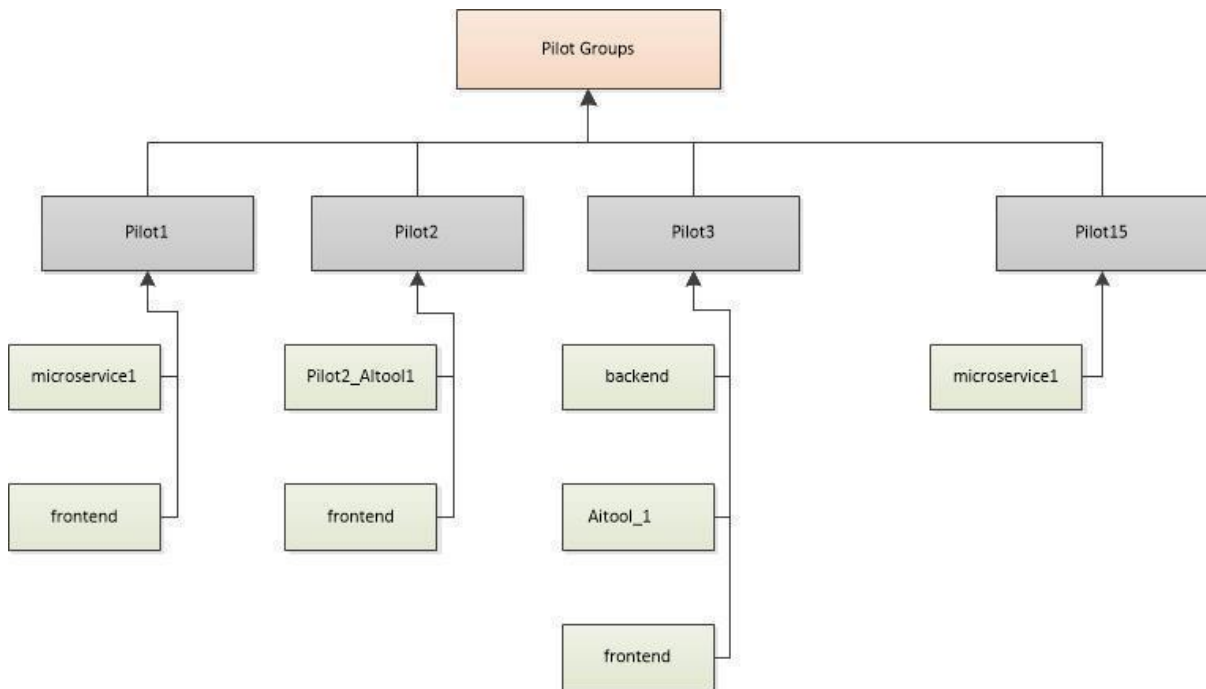 Pilot Groups
Pilot1
Pilot2
Pilot3
Pilot15
microservice1
Pilot2_AItool1
backend
microservice1
frontend
frontend
Aitool_1
frontend